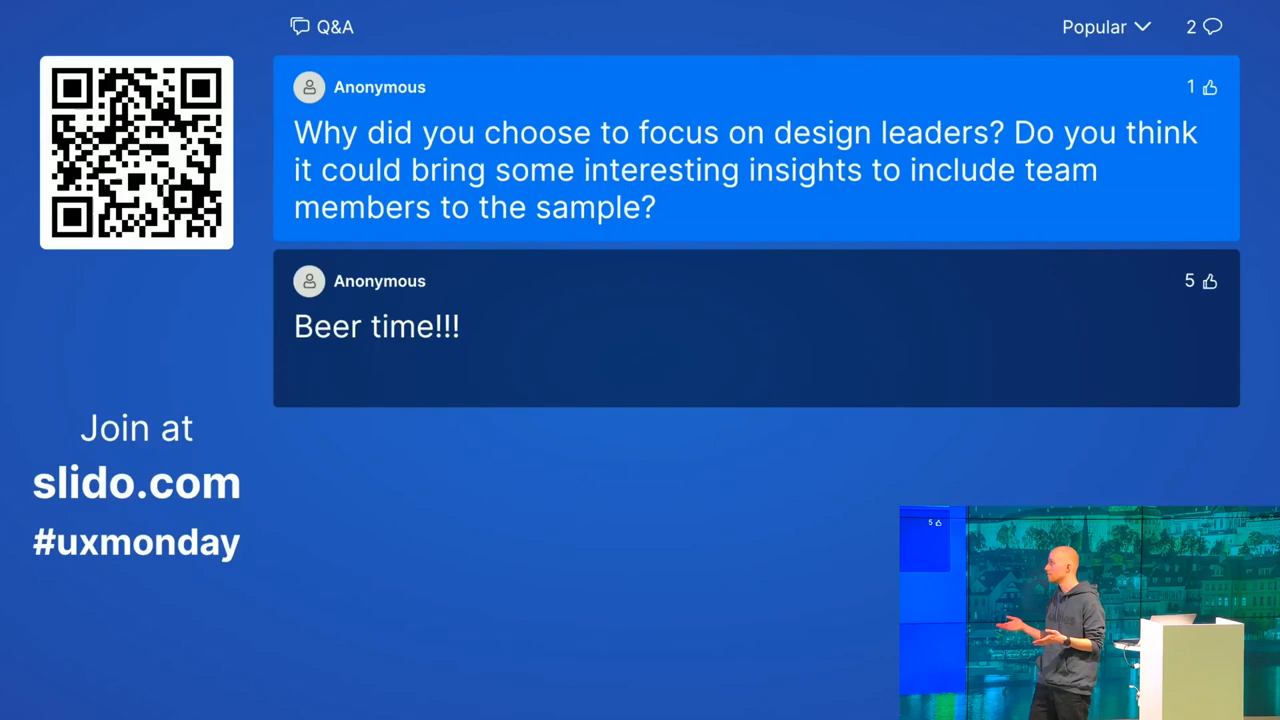 Q&A
Popular
2
Anonymous
1
Why did you choose to focus on design leaders? Do you think
it could bring some interesting insights to include team
members to the sample?
Anonymous
5
Beer time!!!
Join at
slido.com
#uxmonday
5